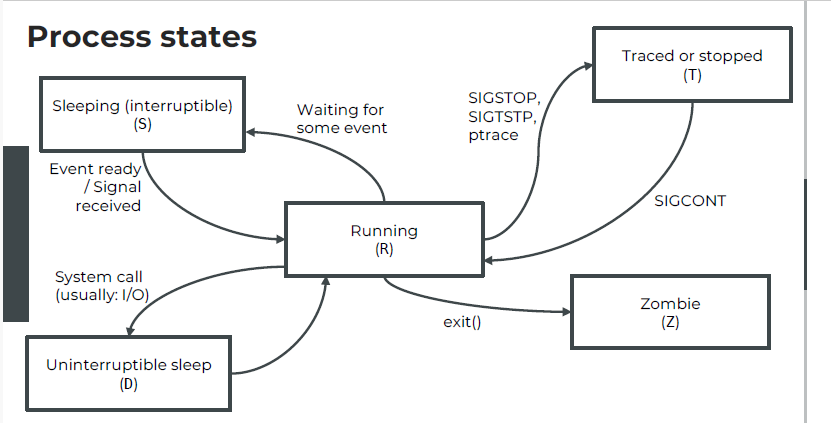 Process states
Traced or stopped
(T)
Sleeping (interruptible)
(S)
Waiting for
some event
SIGSTOP,
SIGTSTP,
ptrace
Event ready
/ Signal
received
SIGCONT
Running
(R)
System call
(usually: I/O)
exit()
Zombie
(Z)
Uninterruptible sleep
(D)